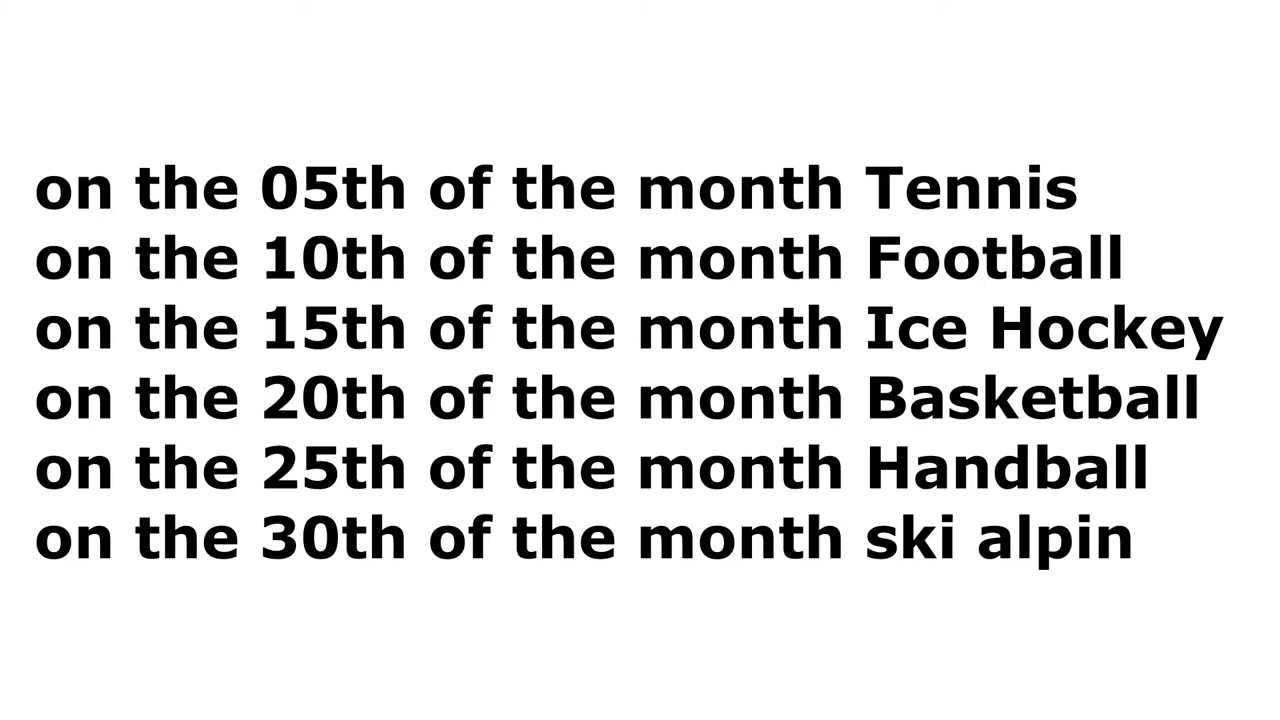 on the 05th of the month Tennis
on the 10th of the month Football
on the 15th of the month Ice Hockey
on the 20th of the month Basketball
on the 25th of the month Handball
on the 30th of the month ski alpin